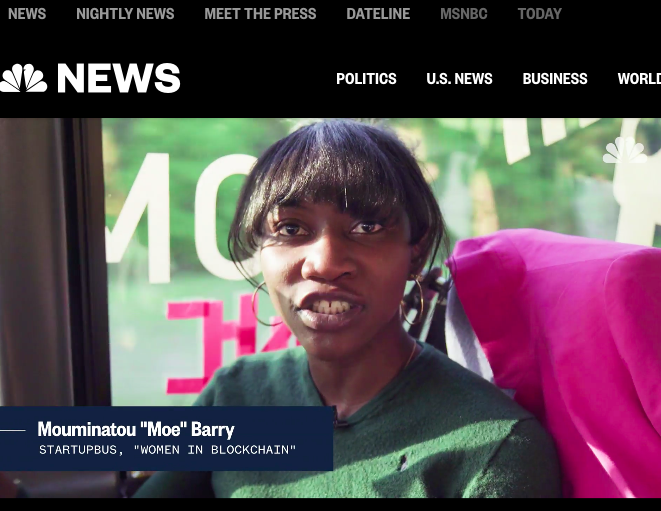 NEWS NIGHTLY NEWS MEET THE PRESS DATELINE MSNBC TODAY
NEWS POLITICS U.S. NEWS BUSINESS WORLD
Mouminatou "Moe" Barry
STARTUPBUS, "WOMEN IN BLOCKCHAIN"